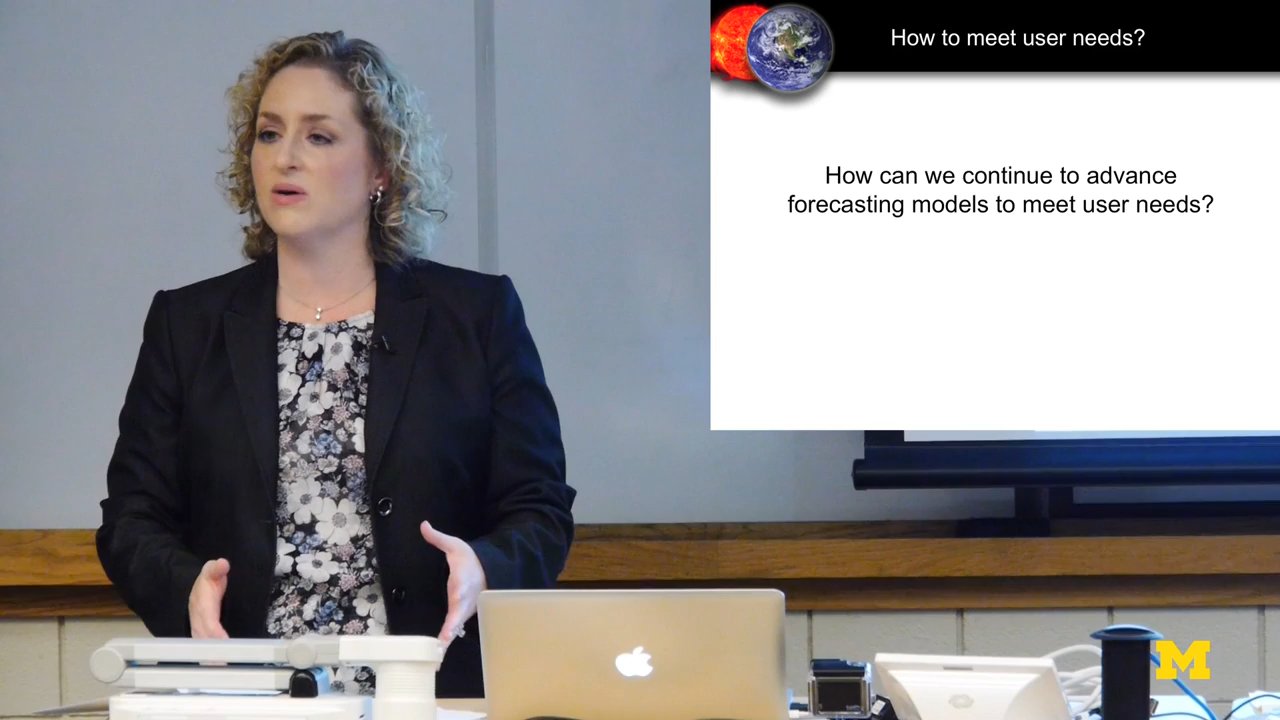 How to meet user needs?
How can we continue to advance
forecasting models to meet user needs?
M